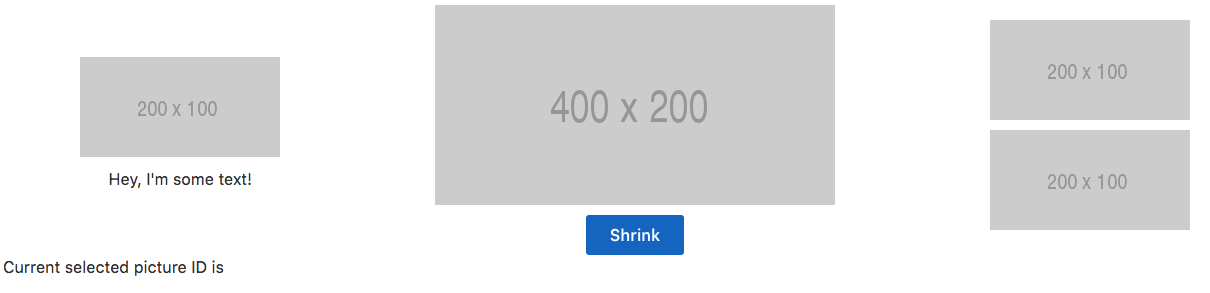 200 x 100
Hey, I'm some text!
400 x 200
Shrink
200 x 100
200 x 100
Current selected picture ID is